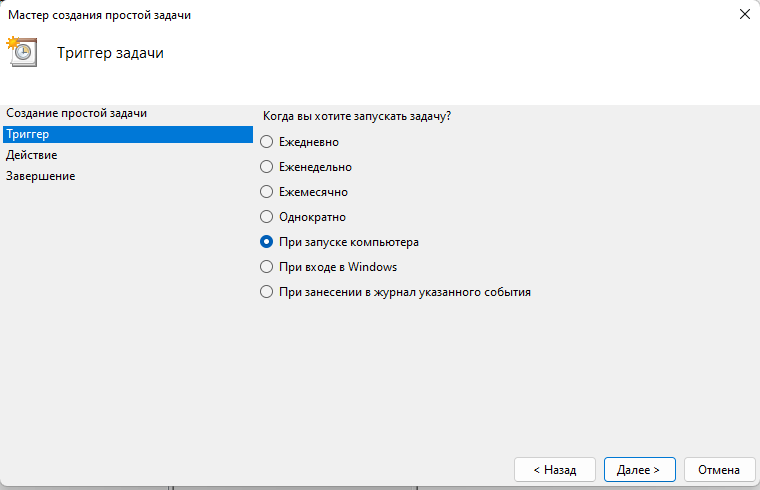 Мастер создания простой задачи
Триггер задачи
Создание простой задачи
Триггер
Действие
Завершение
Когда вы хотите запускать задачу?
Ежедневно
Еженедельно
Ежемесячно
Однократно
При запуске компьютера
При входе в Windows
При занесении в журнал указанного события
< Назад
Далее >
Отмена